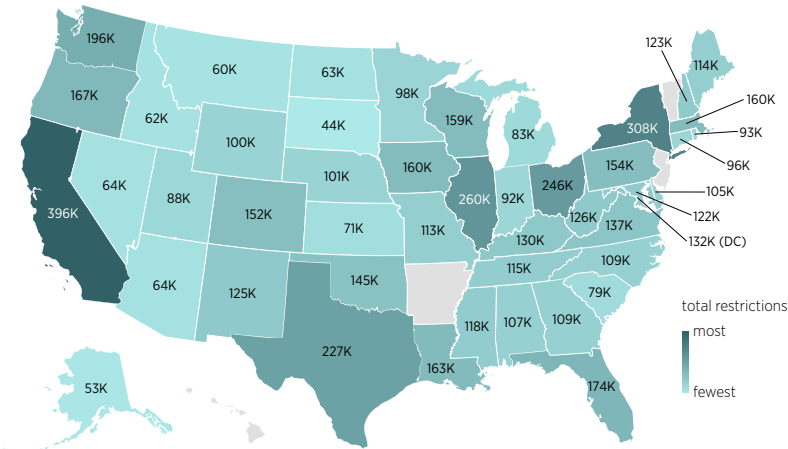 196K
123K
114K
60K
63K
167K
98K
160K
62K
44K
159K
308K
83K
93K
100K
154K
96K
101K
160K
246K
64K
88K
260K
92K
105K
396K
152K
126K
122K
71K
113K
137K
130K
132K (DC)
109K
115K
145K
64K
125K
79K
total restrictions
118K
107K
109K
most
227K
163K
174K
53K
fewest